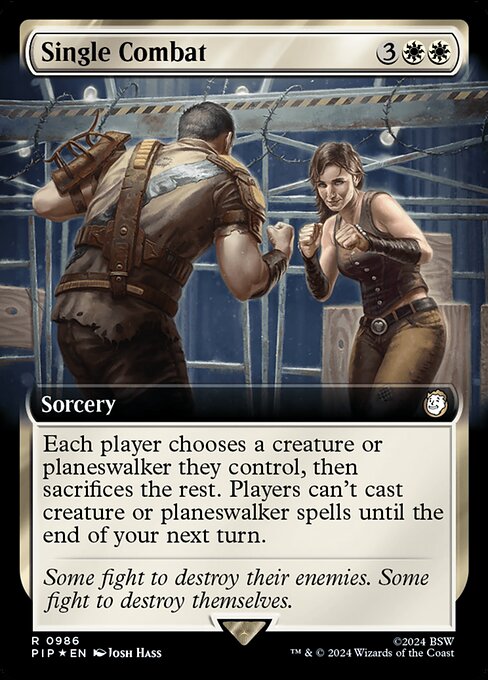 Single Combat 3
Sorcery
Each player chooses a creature or
planeswalker they control, then
sacrifices the rest. Players can't cast
creature or planeswalker spells until the
end of your next turn.
Some fight to destroy their enemies. Some
fight to destroy themselves.
R 0986
PIP★EN Josh Hass
©2024 BSW
™ & © 2024 Wizards of the Coast